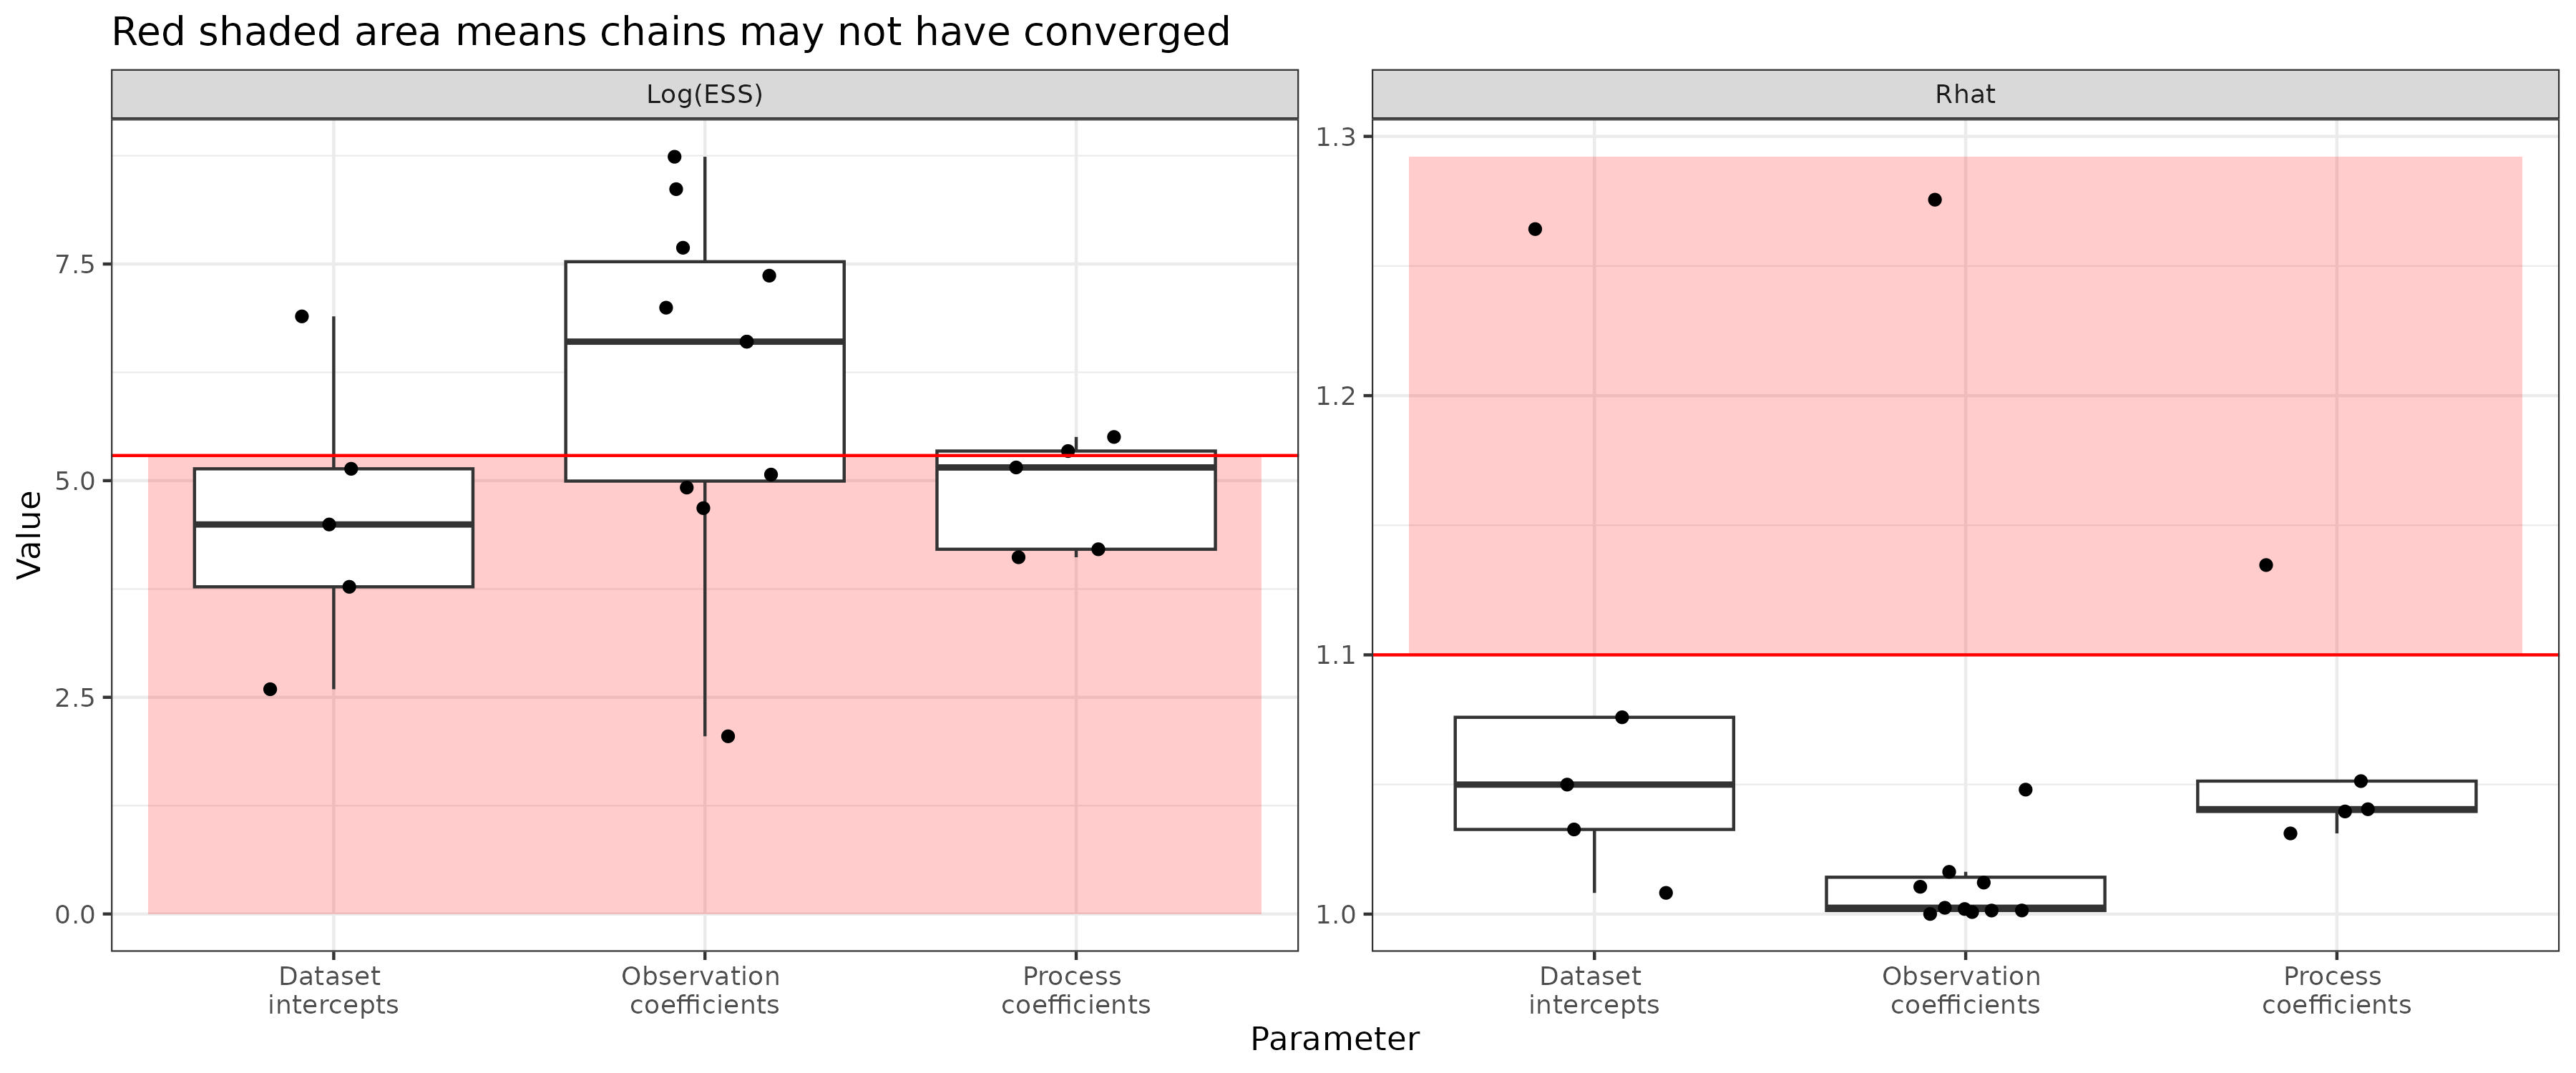 Red shaded area means chains may not have converged
Log(ESS)
Rhat
Value
7.5
5.0
2.5
0.0
1.3
1.2
1.1
1.0
Dataset
intercepts
Observation
coefficients
Process
coefficients
Dataset
intercepts
Observation
coefficients
Process
coefficients
Parameter